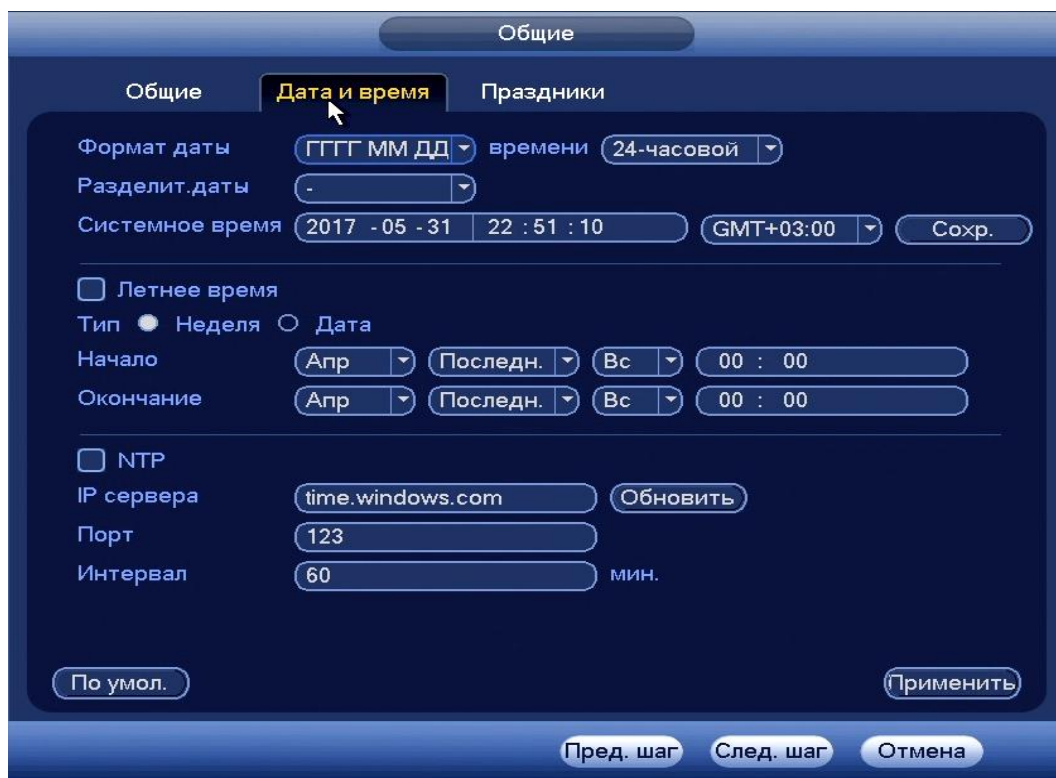 Общие
Общие Дата и время Праздники
Формат даты ГГГГ ММ ДД времени 24-часовой
Разделит.даты -
Системное время 2017 - 05 - 31 22 : 51 : 10 GMT+03:00 Сохр.
Летнее время
Тип Неделя Дата
Начало Апр Последн. Вс 00 : 00
Окончание Апр Последн. Вс 00 : 00
NTP
IP сервера time.windows.com Обновить
Порт 123
Интервал 60 мин.
По умол. Применить
Пред. шаг След. шаг Отмена